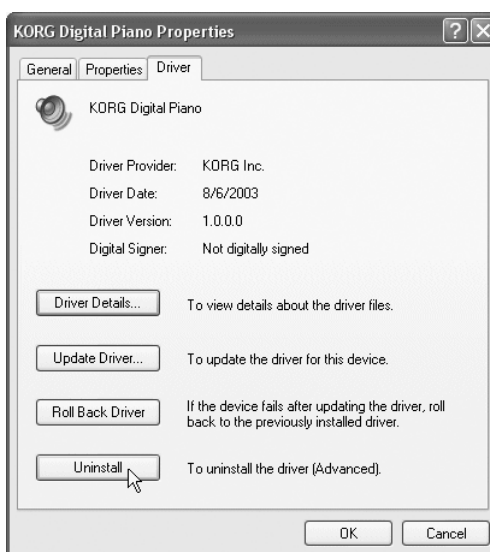 KORG Digital Piano Properties
General Properties Driver
KORG Digital Piano
Driver Provider: KORG Inc.
Driver Date: 8/6/2003
Driver Version: 1.0.0.0
Digital Signer: Not digitally signed
Driver Details... To view details about the driver files.
Update Driver... To update the driver for this device.
Roll Back Driver If the device fails after updating the driver, roll
back to the previously installed driver.
Uninstall To uninstall the driver (Advanced).
OK Cancel